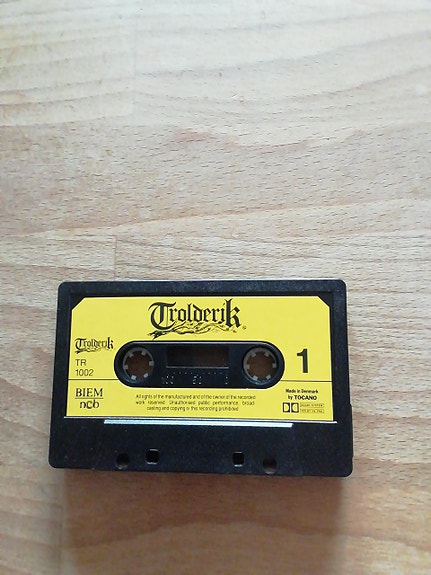 Trolderik
Trolderik
TR
1002
1
BIEM
ncb
All rights of the manufactured and of the owner of the recorded
work reserved. Unauthorised public performance, broad
casting and copying of this recording prohibited
Made in Denmark
by TOCANO